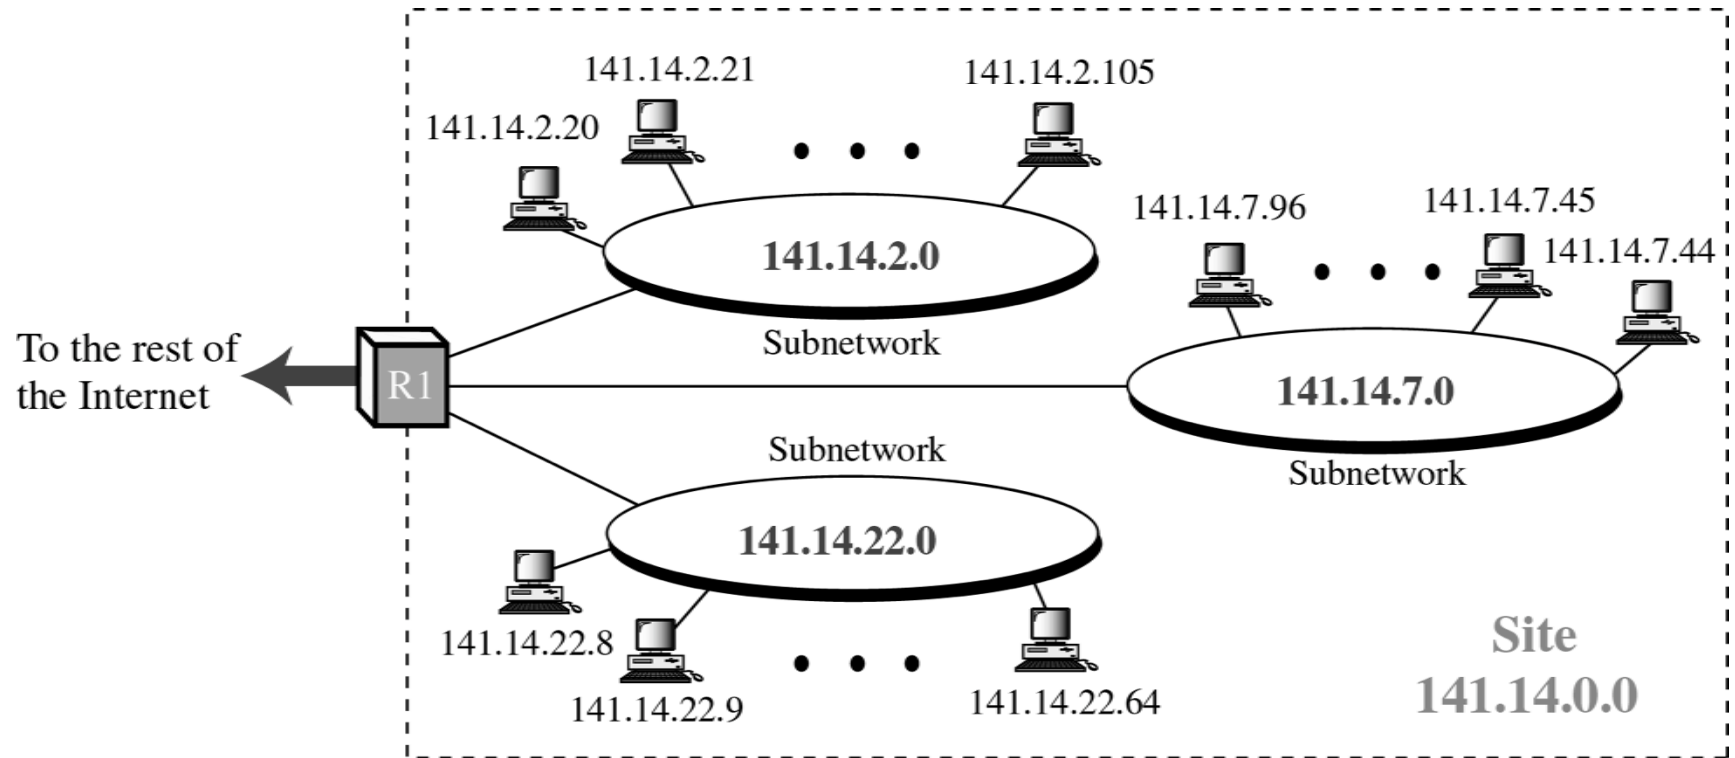 141.14.2.21
141.14.2.105
141.14.2.20
141.14.7.96
141.14.7.45
141.14.7.44
141.14.2.0
Subnetwork
To the rest of
the Internet
R1
141.14.7.0
Subnetwork
Subnetwork
141.14.22.0
141.14.22.8
141.14.22.9
141.14.22.64
Site
141.14.0.0